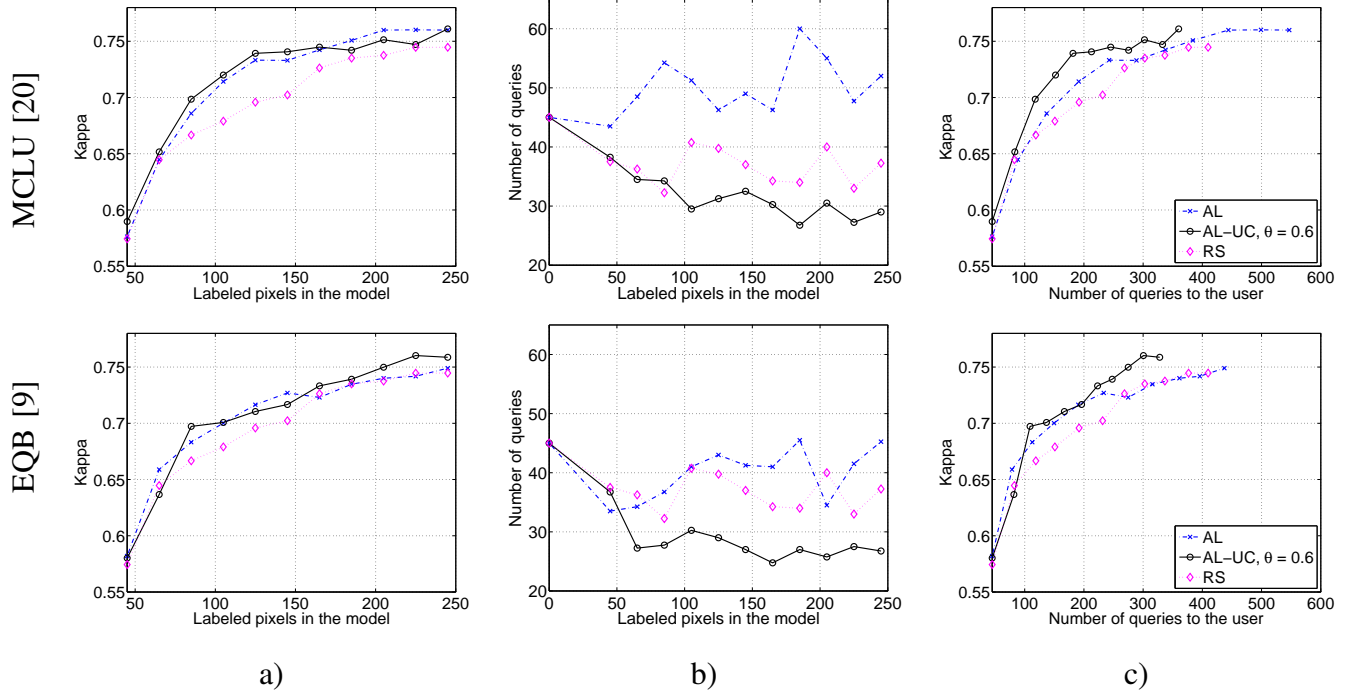 MCLU [20]
Kappa
0.75
0.7
0.65
0.6
0.55
50 100 150 200 250
Labeled pixels in the model
Number of queries
60
50
40
30
20
0 50 100 150 200 250
Labeled pixels in the model
Kappa
0.75
0.7
0.65
0.6
0.55
100 200 300 400 500 600
Number of queries to the user
AL
AL−UC, θ = 0.6
RS
EQB [9]
Kappa
0.75
0.7
0.65
0.6
0.55
50 100 150 200 250
Labeled pixels in the model
Number of queries
60
50
40
30
20
0 50 100 150 200 250
Labeled pixels in the model
Kappa
0.75
0.7
0.65
0.6
0.55
100 200 300 400 500 600
Number of queries to the user
AL
AL−UC, θ = 0.6
RS
a) b) c)